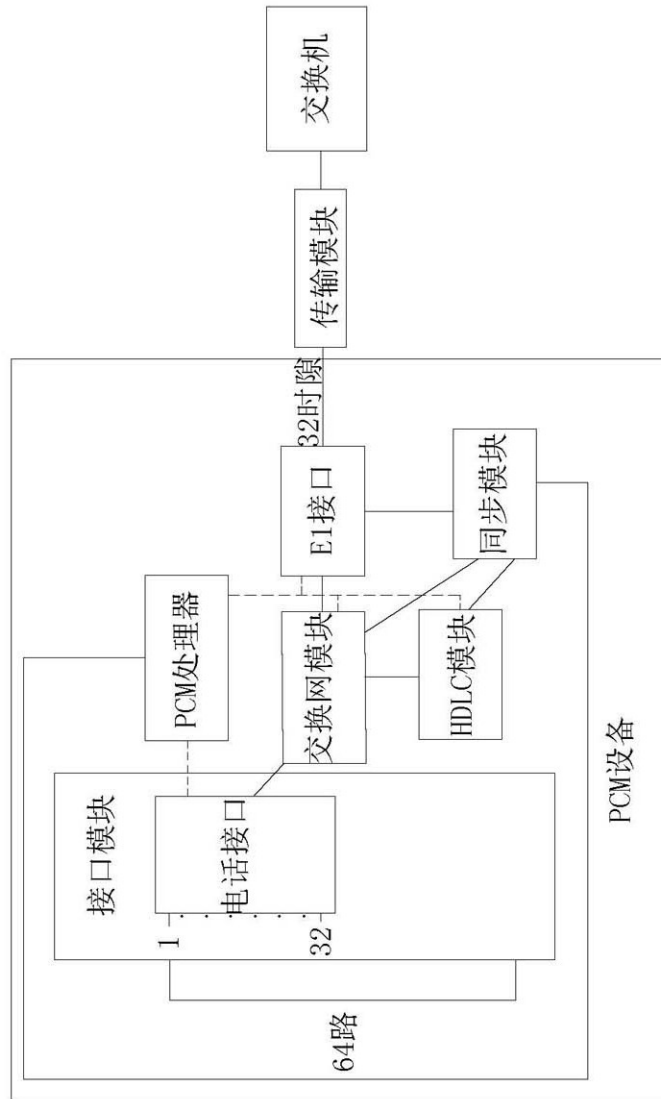 64路
接口模块
1
32
电话接口
PCM处理器
交换网模块
HDLC模块
E1接口
同步模块
32时隙
传输模块
交换机
PCM设备